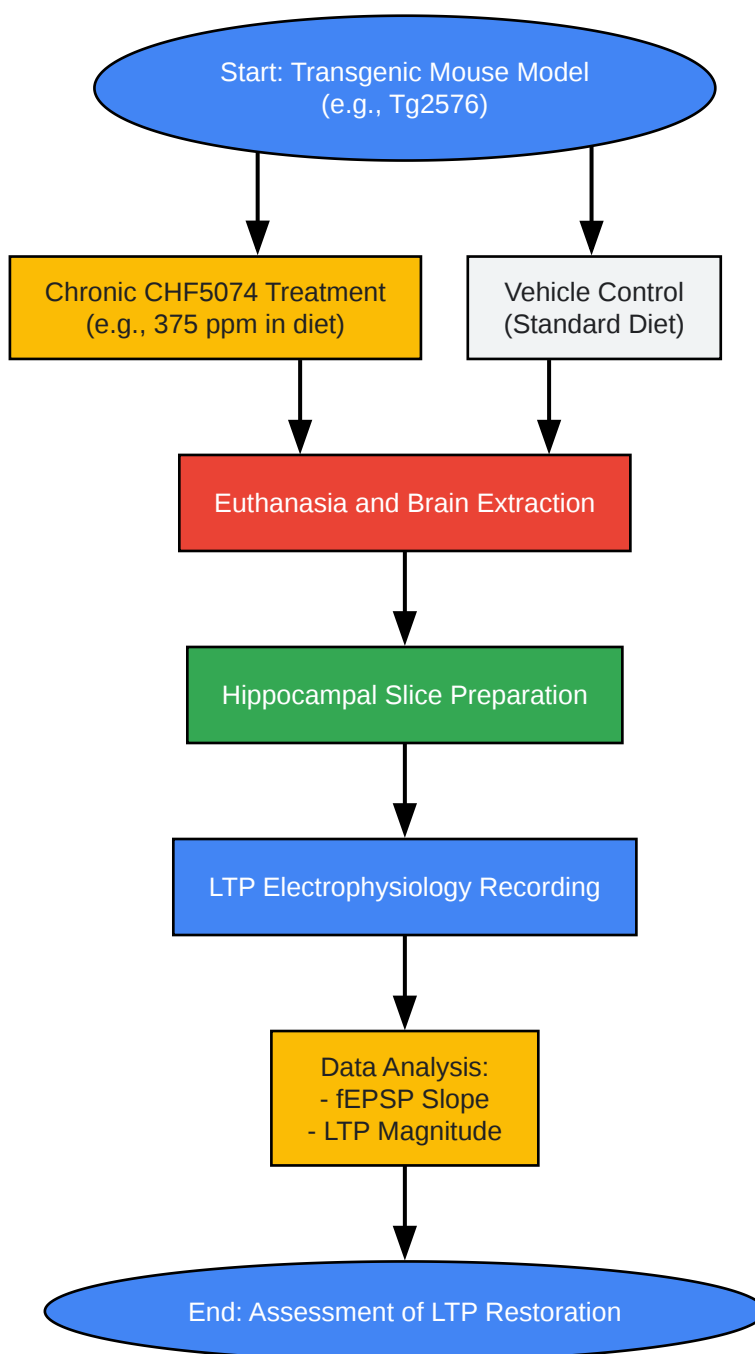 Start: Transgenic Mouse Model
(e.g., Tg2576)
Chronic CHF5074 Treatment
(e.g., 375 ppm in diet)
Vehicle Control
(Standard Diet)
Euthanasia and Brain Extraction
Hippocampal Slice Preparation
LTP Electrophysiology Recording
Data Analysis:
- fEPSP Slope
- LTP Magnitude
End: Assessment of LTP Restoration